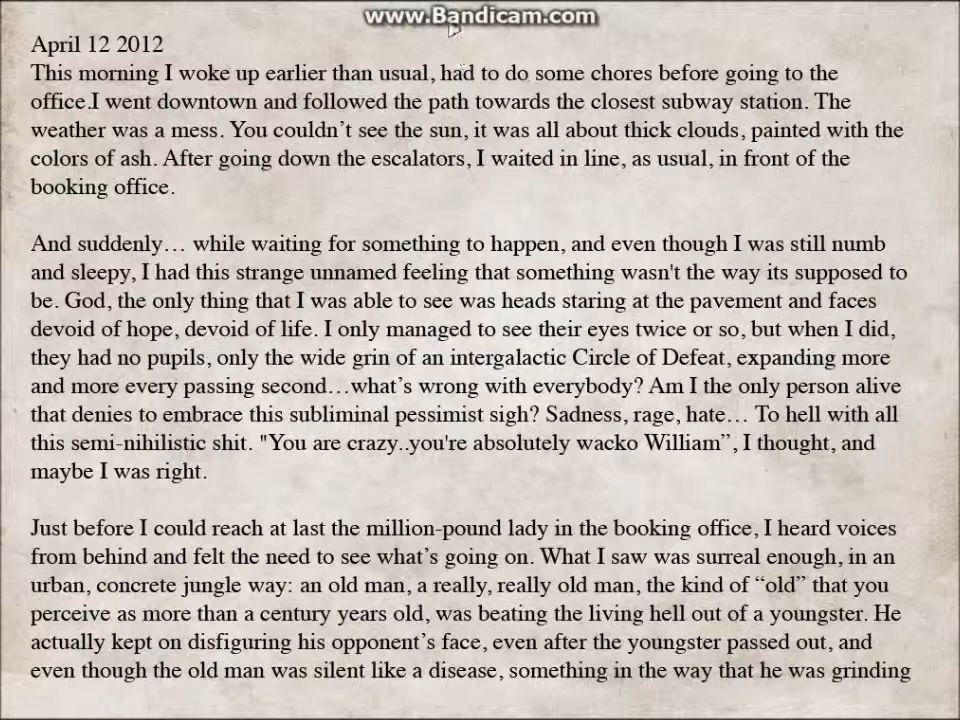 www.Bandicam.com
April 12 2012
This morning I woke up earlier than usual, had to do some chores before going to the
office.I went downtown and followed the path towards the closest subway station. The
weather was a mess. You couldn’t see the sun, it was all about thick clouds, painted with the
colors of ash. After going down the escalators, I waited in line, as usual, in front of the
booking office.
And suddenly… while waiting for something to happen, and even though I was still numb
and sleepy, I had this strange unnamed feeling that something wasn't the way its supposed to
be. God, the only thing that I was able to see was heads staring at the pavement and faces
devoid of hope, devoid of life. I only managed to see their eyes twice or so, but when I did,
they had no pupils, only the wide grin of an intergalactic Circle of Defeat, expanding more
and more every passing second…what’s wrong with everybody? Am I the only person alive
that denies to embrace this subliminal pessimist sigh? Sadness, rage, hate… To hell with all
this semi-nihilistic shit. "You are crazy..you're absolutely wacko William”, I thought, and
maybe I was right.
Just before I could reach at last the million-pound lady in the booking office, I heard voices
from behind and felt the need to see what’s going on. What I saw was surreal enough, in an
urban, concrete jungle way: an old man, a really, really old man, the kind of “old” that you
perceive as more than a century years old, was beating the living hell out of a youngster. He
actually kept on disfiguring his opponent’s face, even after the youngster passed out, and
even though the old man was silent like a disease, something in the way that he was grinding